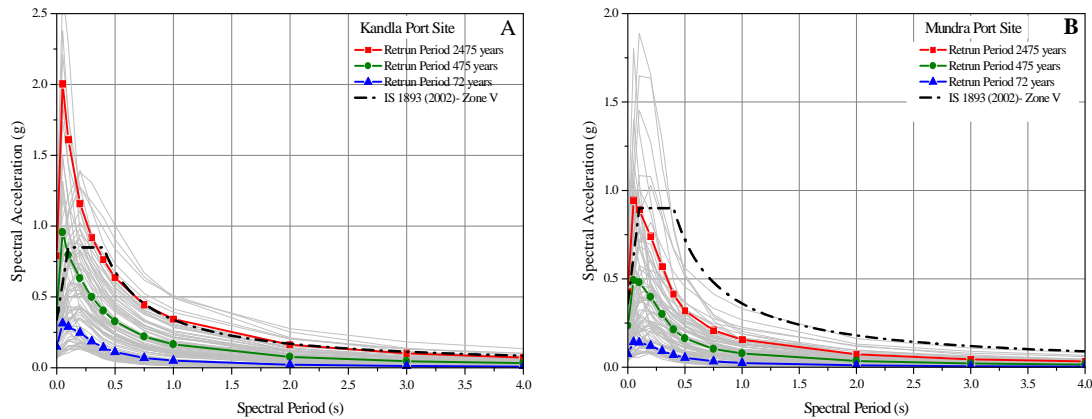 Kandla Port Site
A
Retrun Period 2475 years
Retrun Period 475 years
Retrun Period 72 years
IS 1893 (2002)- Zone V
Spectral Acceleration (g)
2.5
2.0
1.5
1.0
0.5
0.0
0.0 0.5 1.0 1.5 2.0 2.5 3.0 3.5 4.0
Spectral Period (s)
Mundra Port Site
B
Retrun Period 2475 years
Retrun Period 475 years
Retrun Period 72 years
IS 1893 (2002)- Zone V
Spectral Acceleration (g)
2.0
1.5
1.0
0.5
0.0
0.0 0.5 1.0 1.5 2.0 2.5 3.0 3.5 4.0
Spectral Period (s)